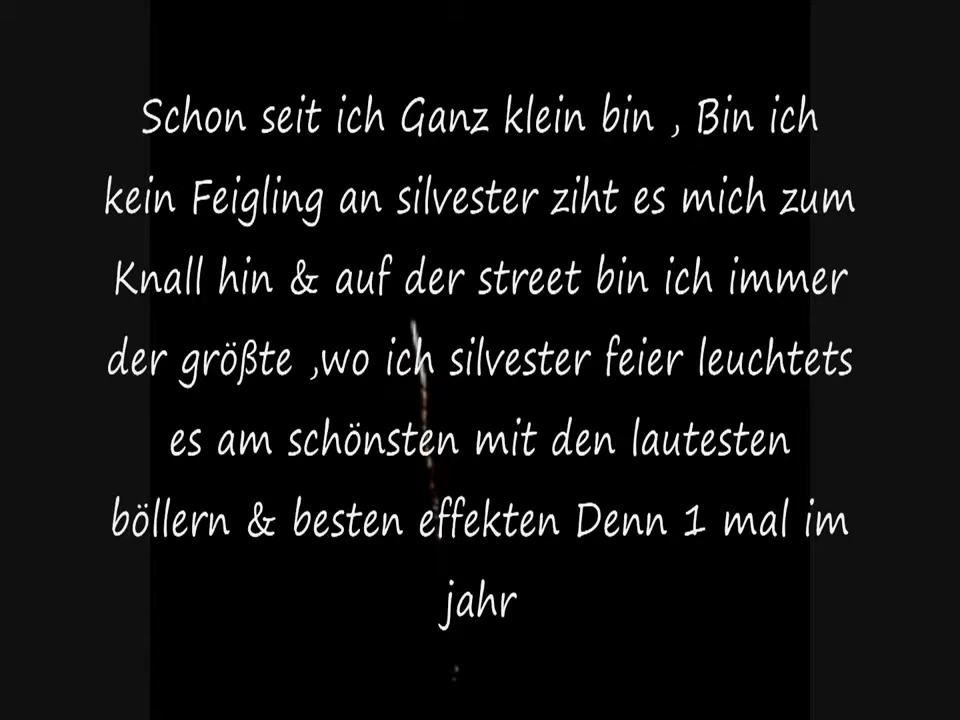 Schon seit ich Ganz klein bin , Bin ich
kein Feigling an silvester ziht es mich zum
Knall hin & auf der street bin ich immer
der größte ,wo ich silvester feier leuchtets
es am schönsten mit den lautesten
böllern & besten effekten Denn 1 mal im
jahr